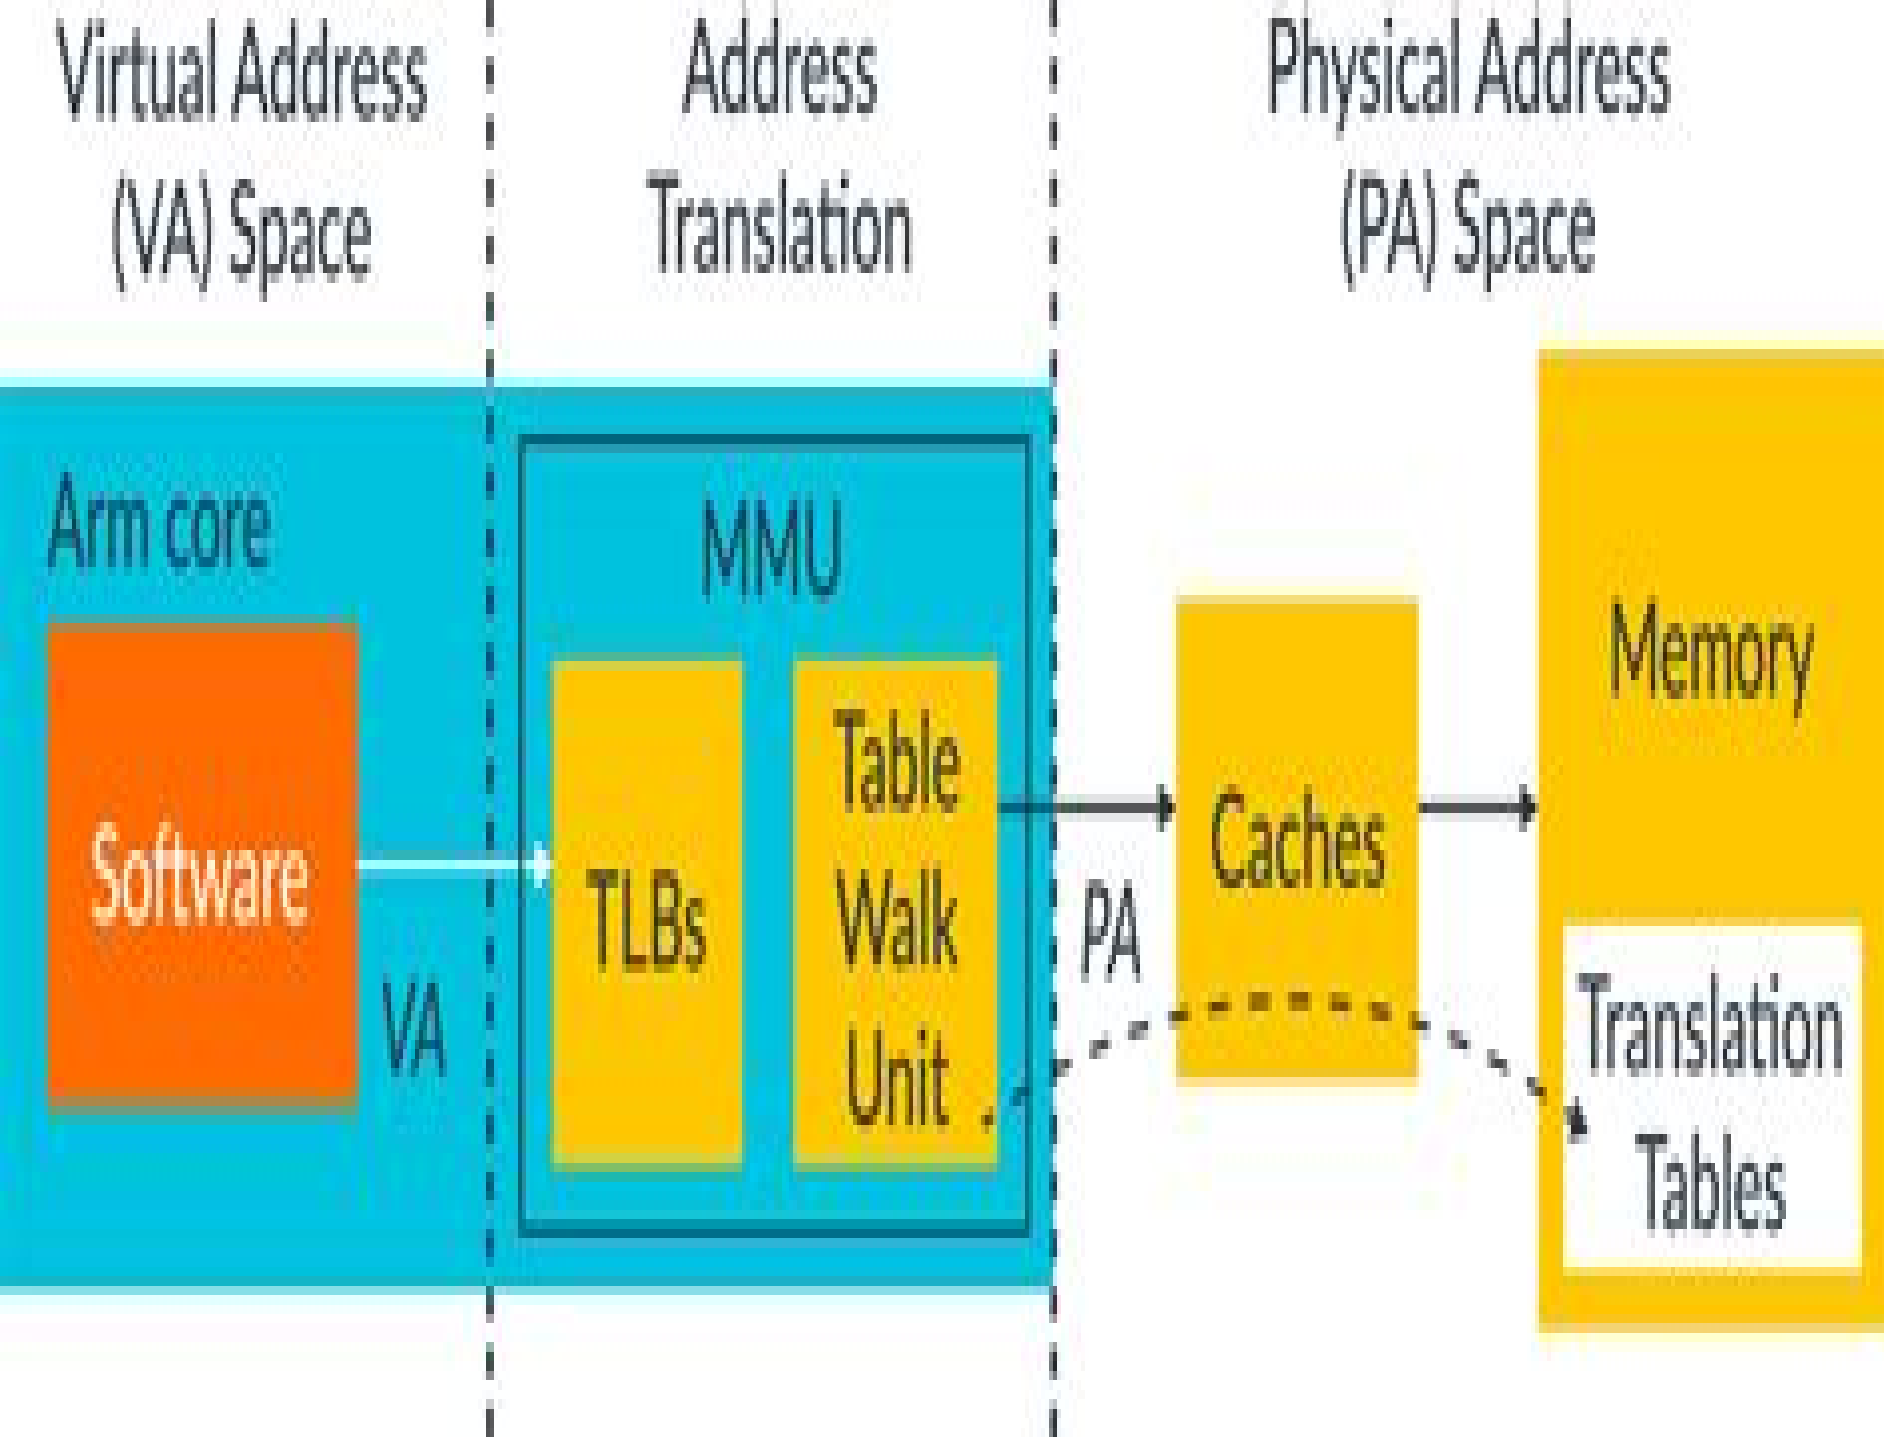 Virtual Address
(VA) Space
Address
Translation
Physical Address
(PA) Space
Arm core
Software
VA
MMU
TLBs
Table
Walk
Unit
PA
Caches
Memory
Translation
Tables